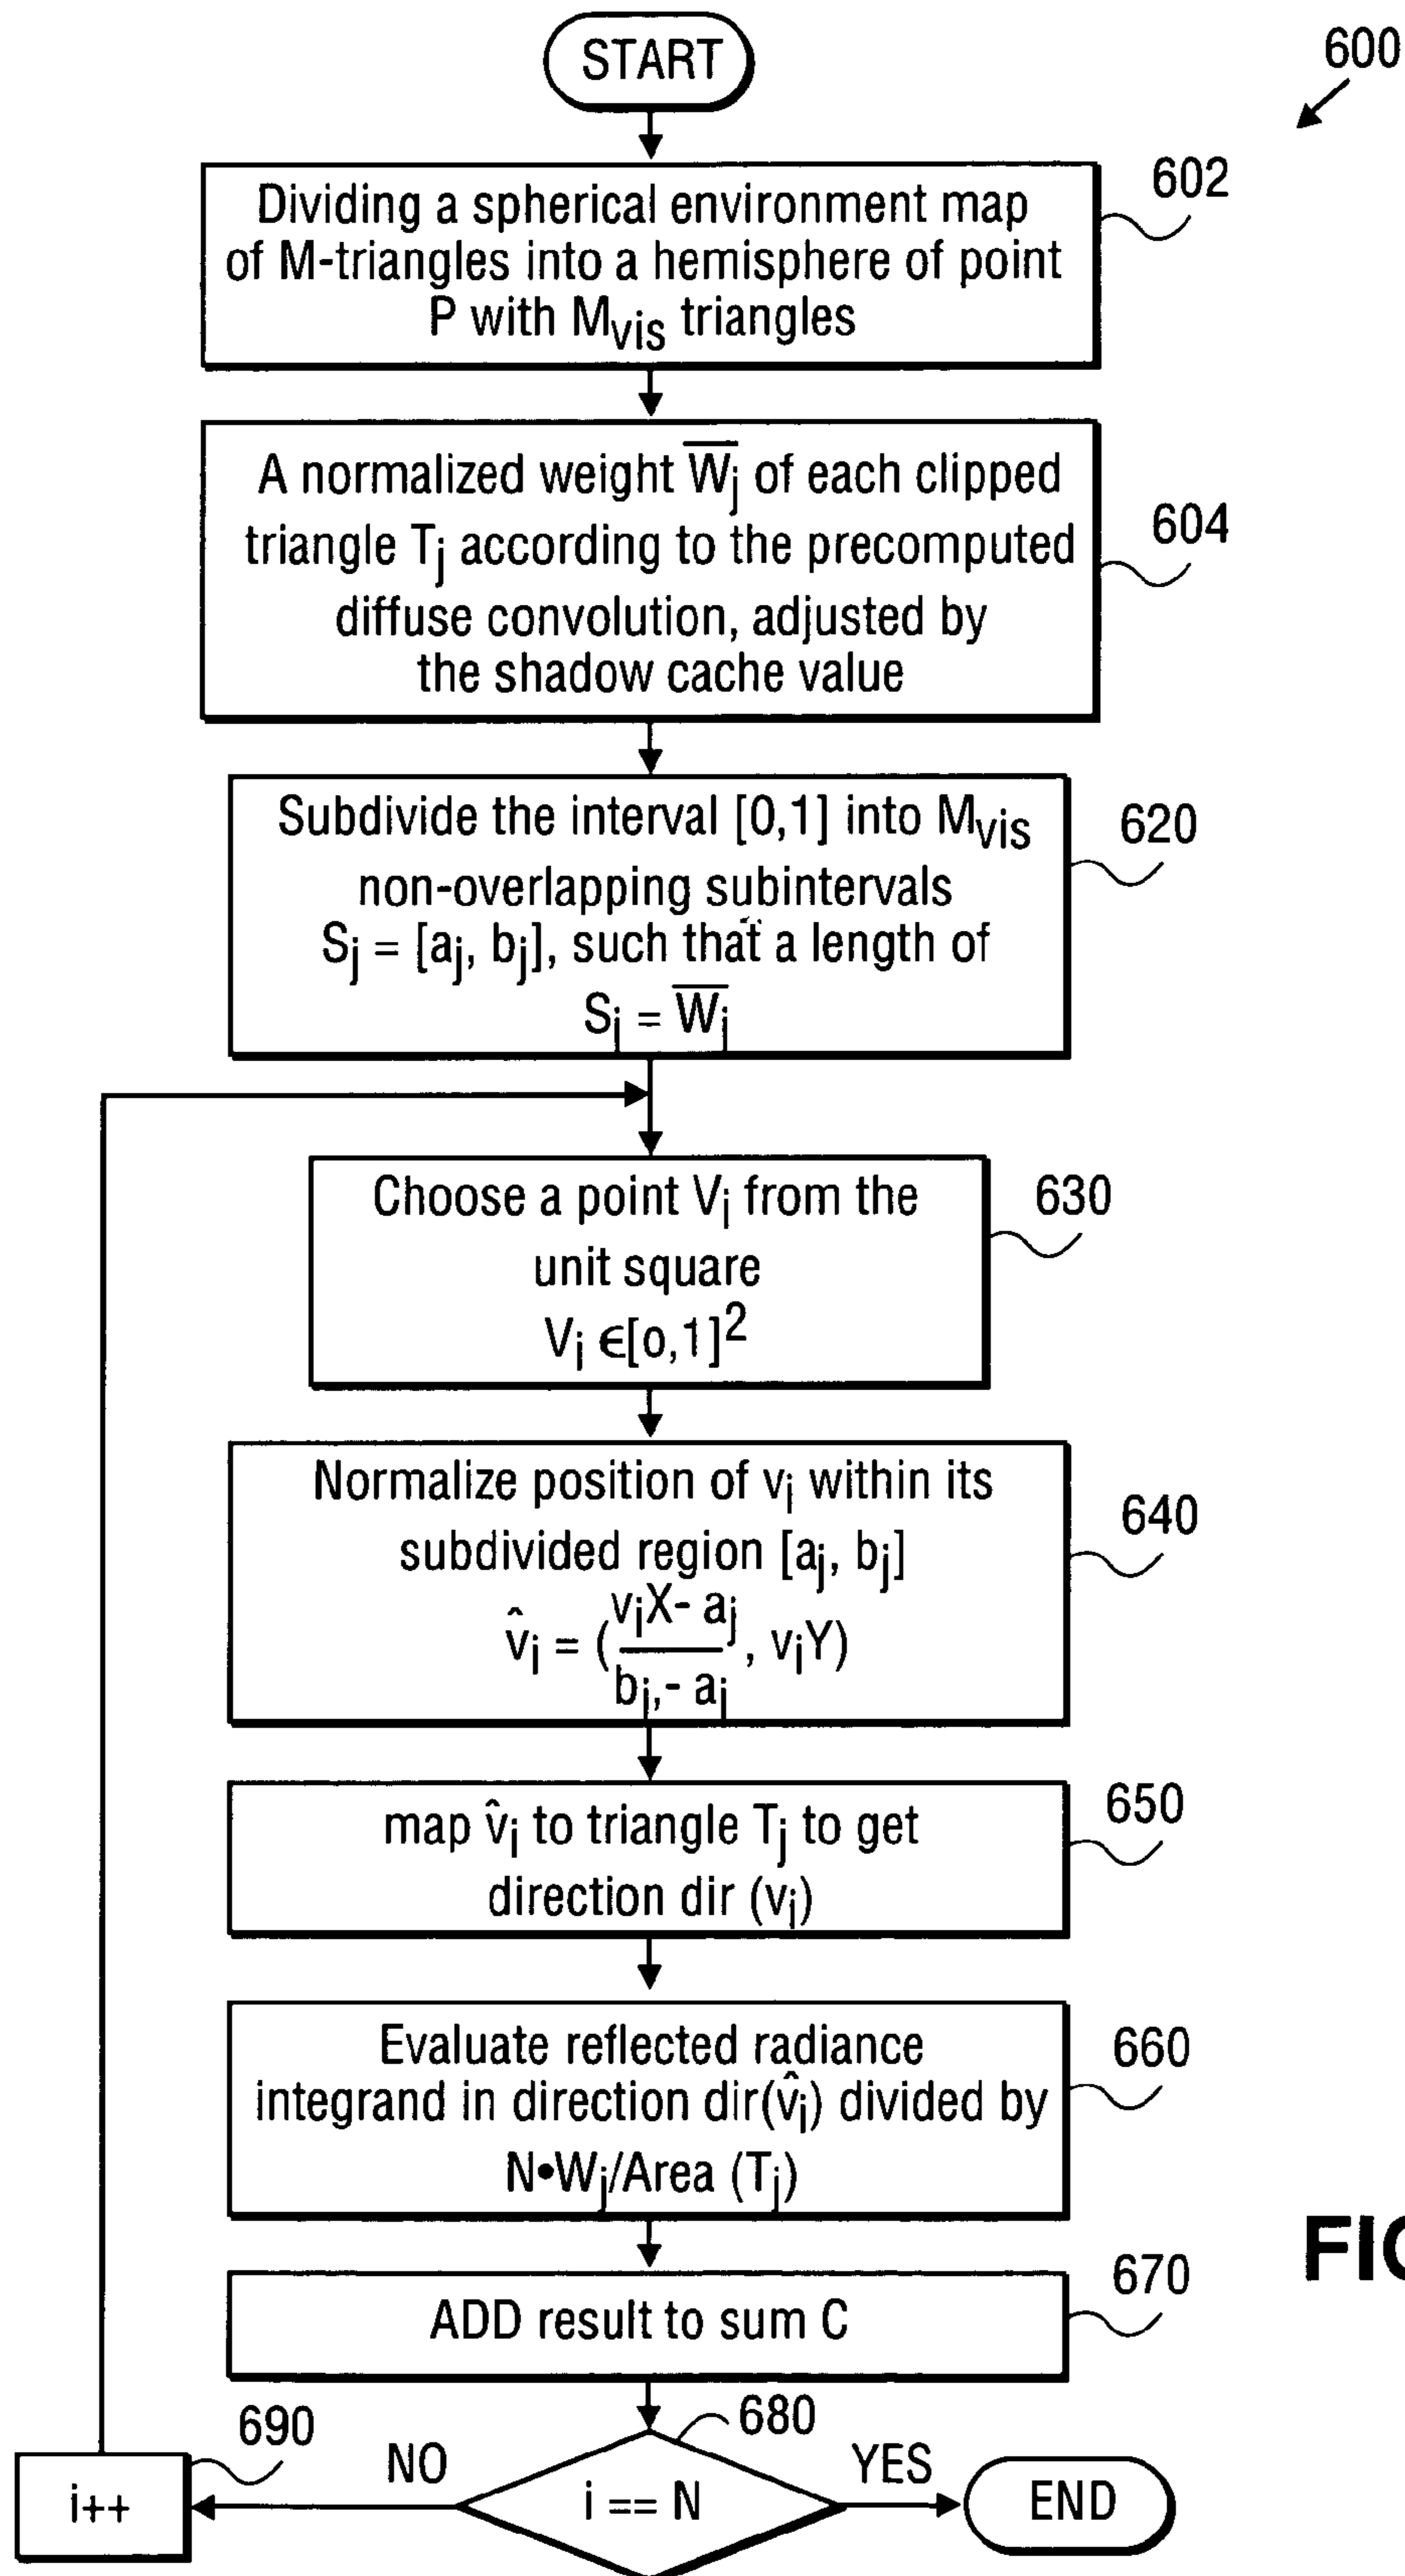 START
600
Dividing a spherical environment map
of M-triangles into a hemisphere of point
P with Mvis triangles
602
A normalized weight W̅j of each clipped
triangle Tj according to the precomputed
diffuse convolution, adjusted by
the shadow cache value
604
Subdivide the interval [0,1] into Mvis
non-overlapping subintervals
Sj = [aj, bj], such that a length of
Sj = W̅j
620
Choose a point Vi from the
unit square
Vi ϵ[o,1]²
630
Normalize position of vi within its
subdivided region [aj, bj]
v̂i = (viX- aj / bj,- aj , viY)
640
map v̂i to triangle Tj to get
direction dir (vi)
650
Evaluate reflected radiance
integrand in direction dir(v̂i) divided by
N•Wj/Area (Tj)
660
FIG
ADD result to sum C
670
680
690
NO
YES
i++
i == N
END